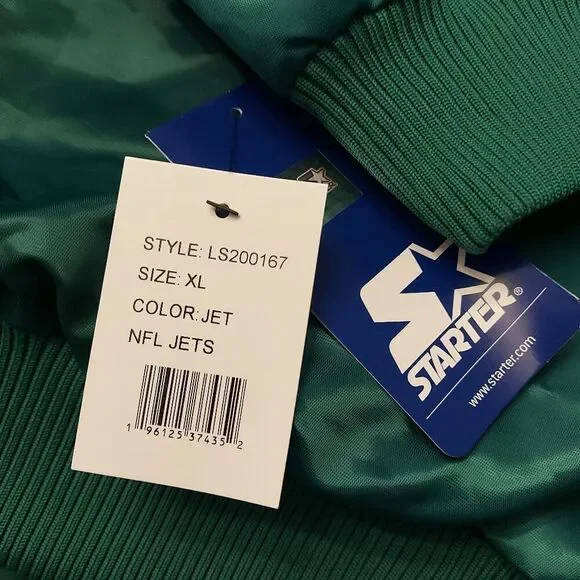 STYLE: LS200167
SIZE: XL
COLOR: JET
NFL JETS
1 96125 37435 2
STARTER®
www.starter.com